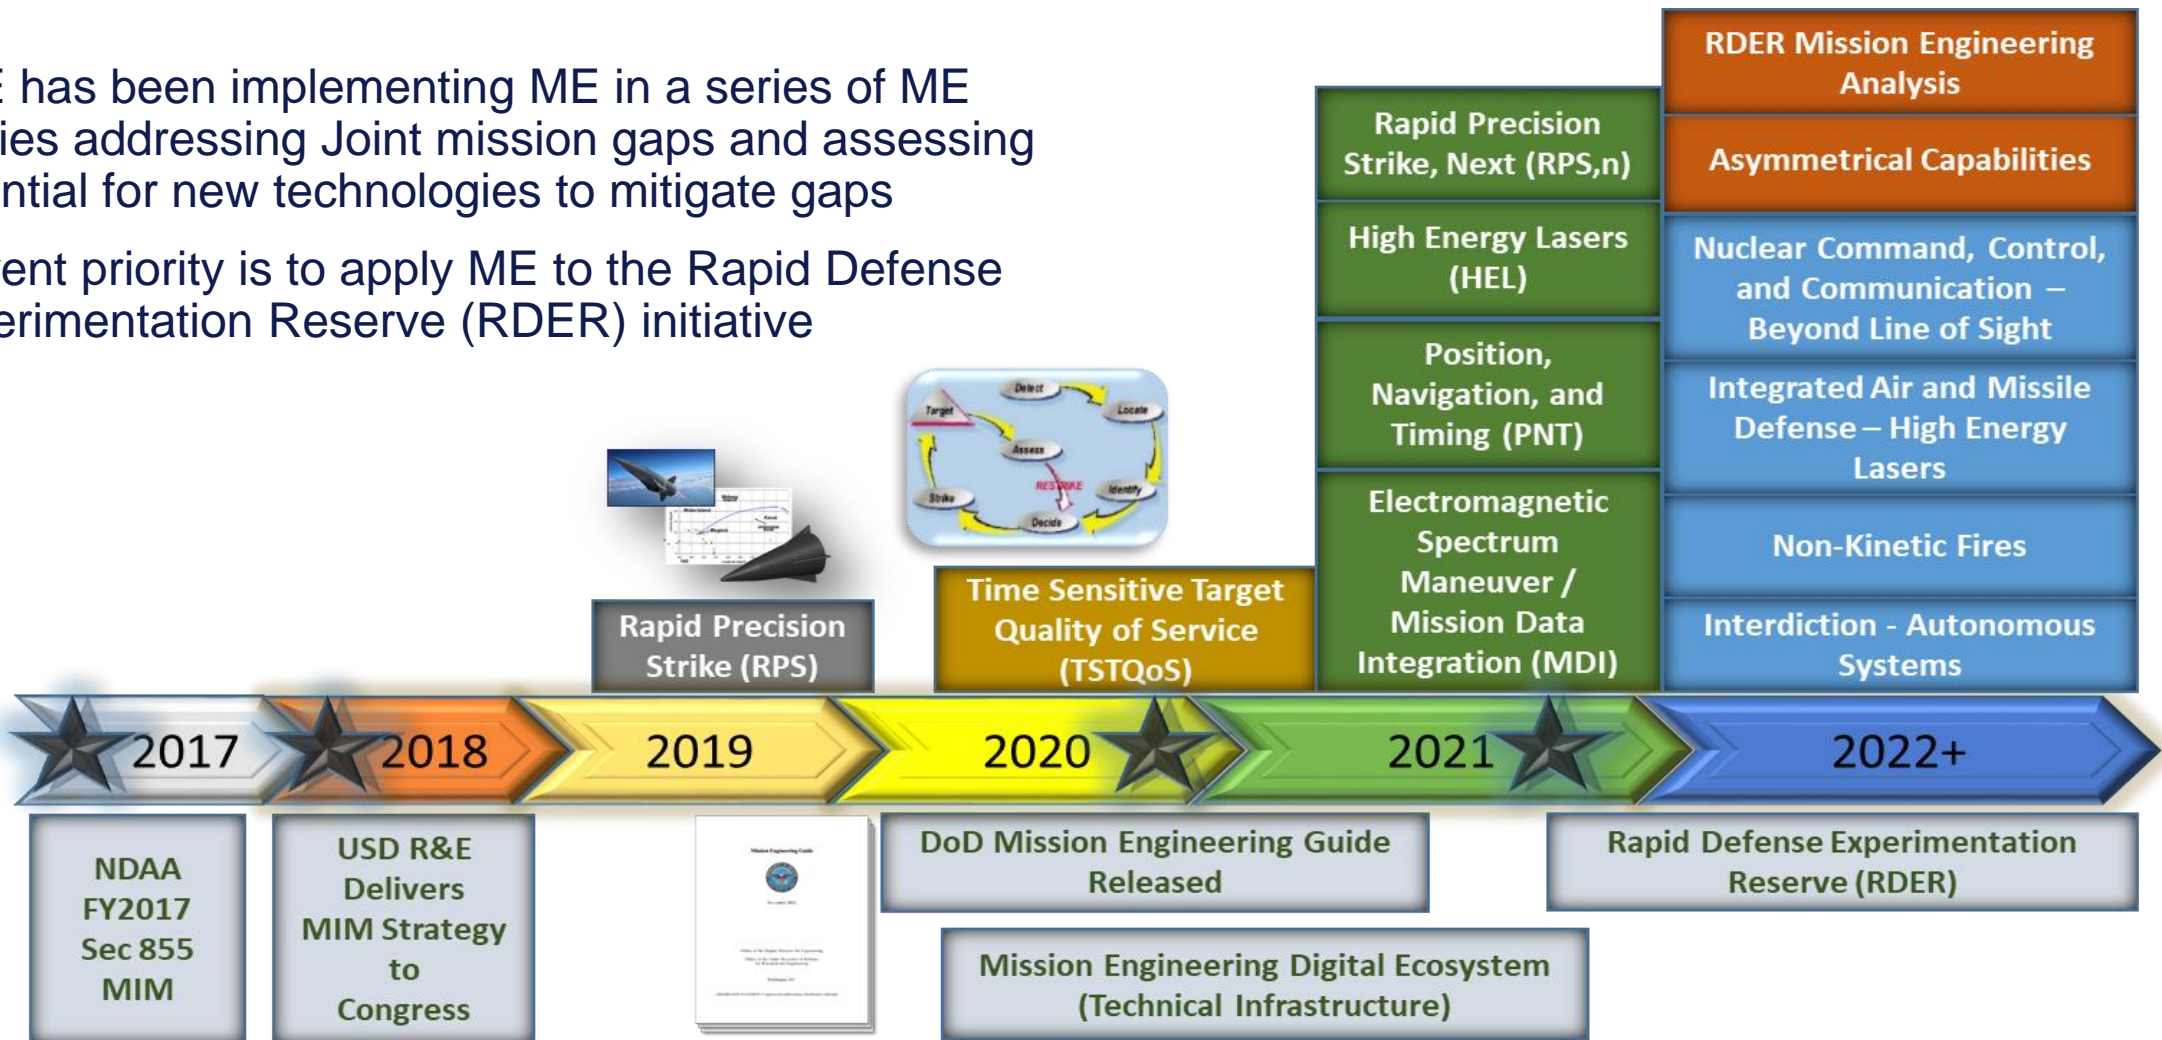 E has been implementing ME in a series of ME
ies addressing Joint mission gaps and assessing
ntial for new technologies to mitigate gaps
ent priority is to apply ME to the Rapid Defense
erimentation Reserve (RDER) initiative
RDER Mission Engineering
Analysis
Asymmetrical Capabilities
Nuclear Command, Control,
and Communication –
Beyond Line of Sight
Integrated Air and Missile
Defense – High Energy
Lasers
Non-Kinetic Fires
Interdiction - Autonomous
Systems
Rapid Precision
Strike, Next (RPS,n)
High Energy Lasers
(HEL)
Position,
Navigation, and
Timing (PNT)
Electromagnetic
Spectrum
Maneuver /
Mission Data
Integration (MDI)
Detect
Target
Locate
Assess
RESTRIKE
Identify
Strike
Decide
Time Sensitive Target
Quality of Service
(TSTQoS)
Rapid Precision
Strike (RPS)
2017
2018
2019
2020
2021
2022+
NDAA
FY2017
Sec 855
MIM
USD R&E
Delivers
MIM Strategy
to
Congress
Mission Engineering Guide
DoD Mission Engineering Guide
Released
Mission Engineering Digital Ecosystem
(Technical Infrastructure)
Rapid Defense Experimentation
Reserve (RDER)